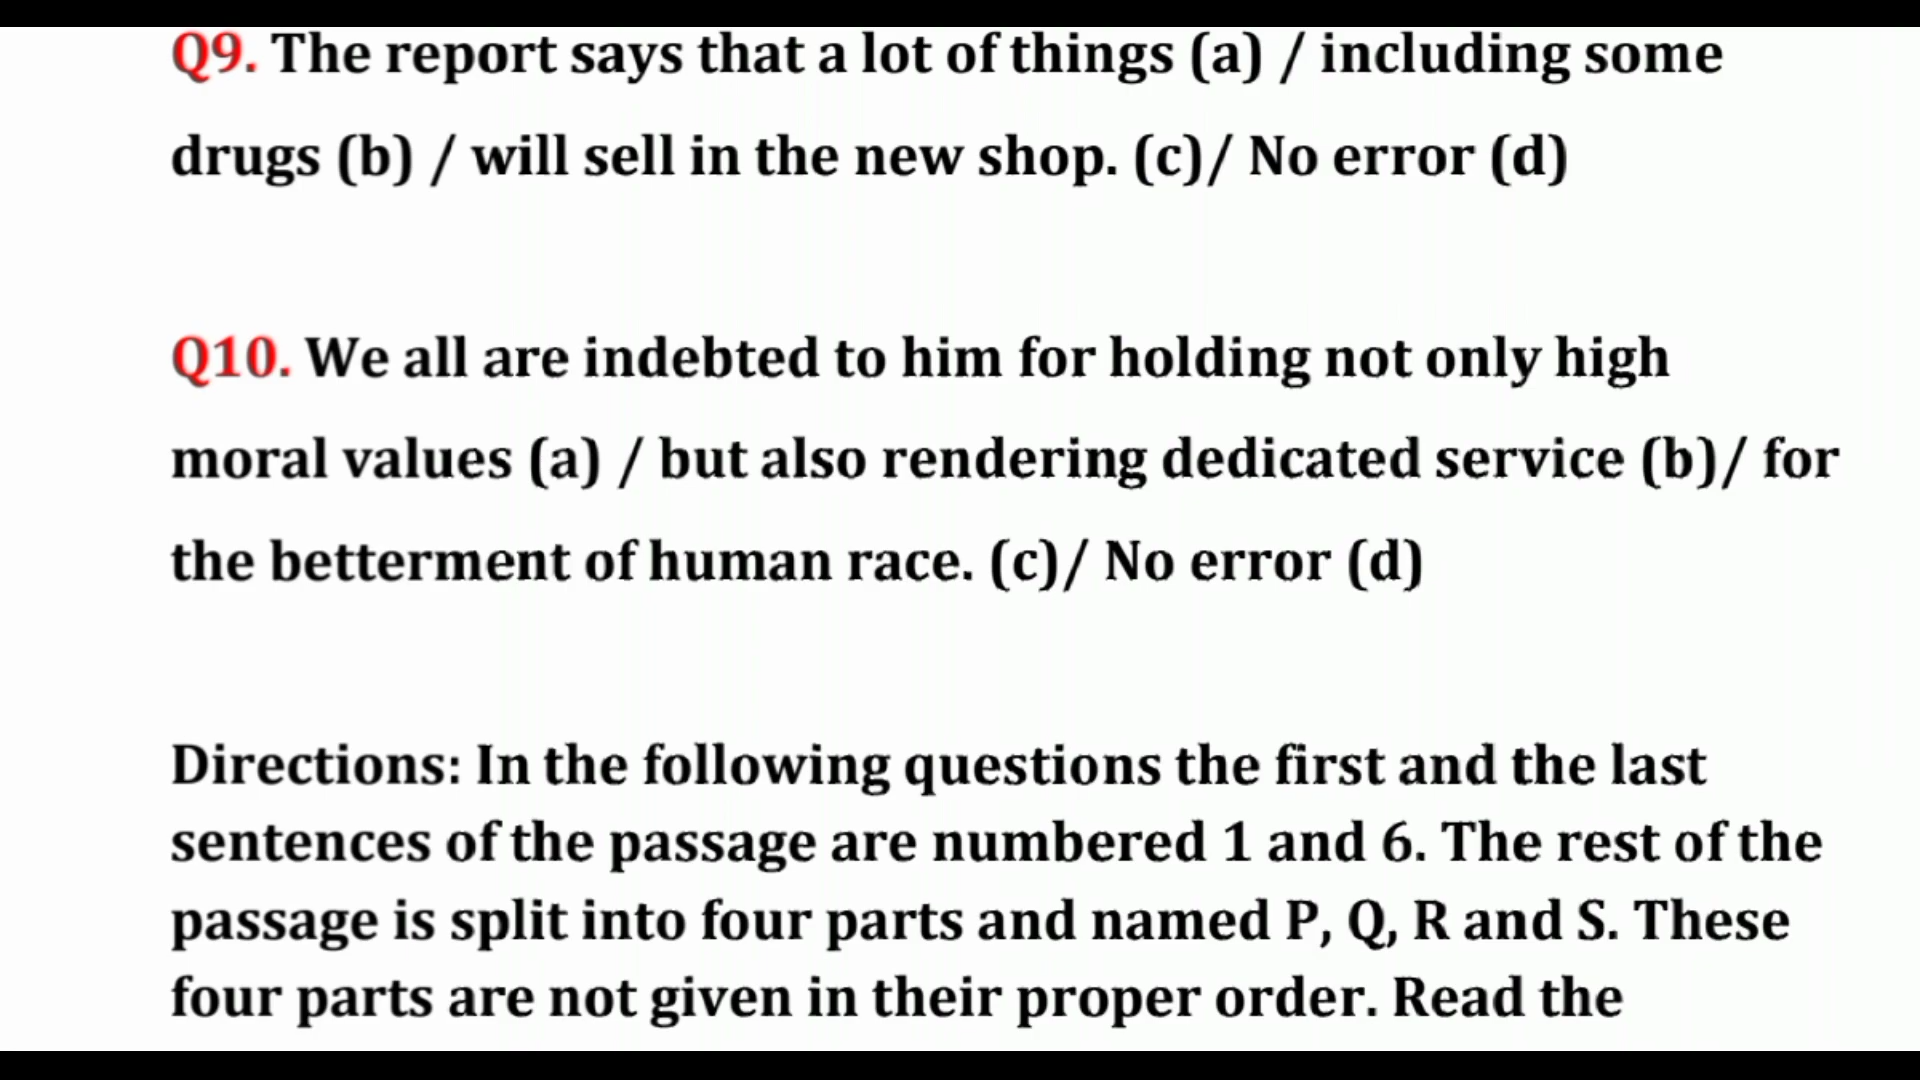 Q9. The report says that a lot of things (a) / including some
drugs (b) / will sell in the new shop. (c)/ No error (d)
Q10. We all are indebted to him for holding not only high
moral values (a) / but also rendering dedicated service (b)/ for
the betterment of human race. (c)/ No error (d)
Directions: In the following questions the first and the last
sentences of the passage are numbered 1 and 6. The rest of the
passage is split into four parts and named P, Q, R and S. These
four parts are not given in their proper order. Read the